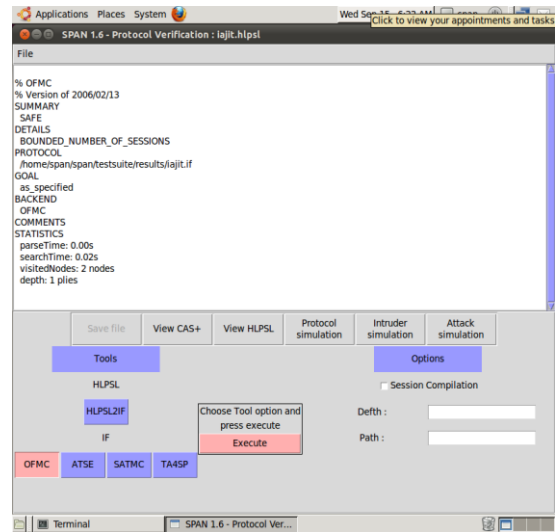 Applications Places System Wed Sep 15, 6:22 AM span
Click to view your appointments and tasks
SPAN 1.6 - Protocol Verification : iajit.hlpsl
File
% OFMC
% Version of 2006/02/13
SUMMARY
SAFE
DETAILS
BOUNDED_NUMBER_OF_SESSIONS
PROTOCOL
/home/span/span/testsuite/results/iajit.if
GOAL
as_specified
BACKEND
OFMC
COMMENTS
STATISTICS
parseTime: 0.00s
searchTime: 0.02s
visitedNodes: 2 nodes
depth: 1 plies
Save file View CAS+ View HLPSL Protocol simulation Intruder simulation Attack simulation
Tools Options
HLPSL Session Compilation
HLPSL2IF Choose Tool option and press execute Defth :
IF Execute Path :
OFMC ATSE SATMC TA4SP
Terminal SPAN 1.6 - Protocol Ver...